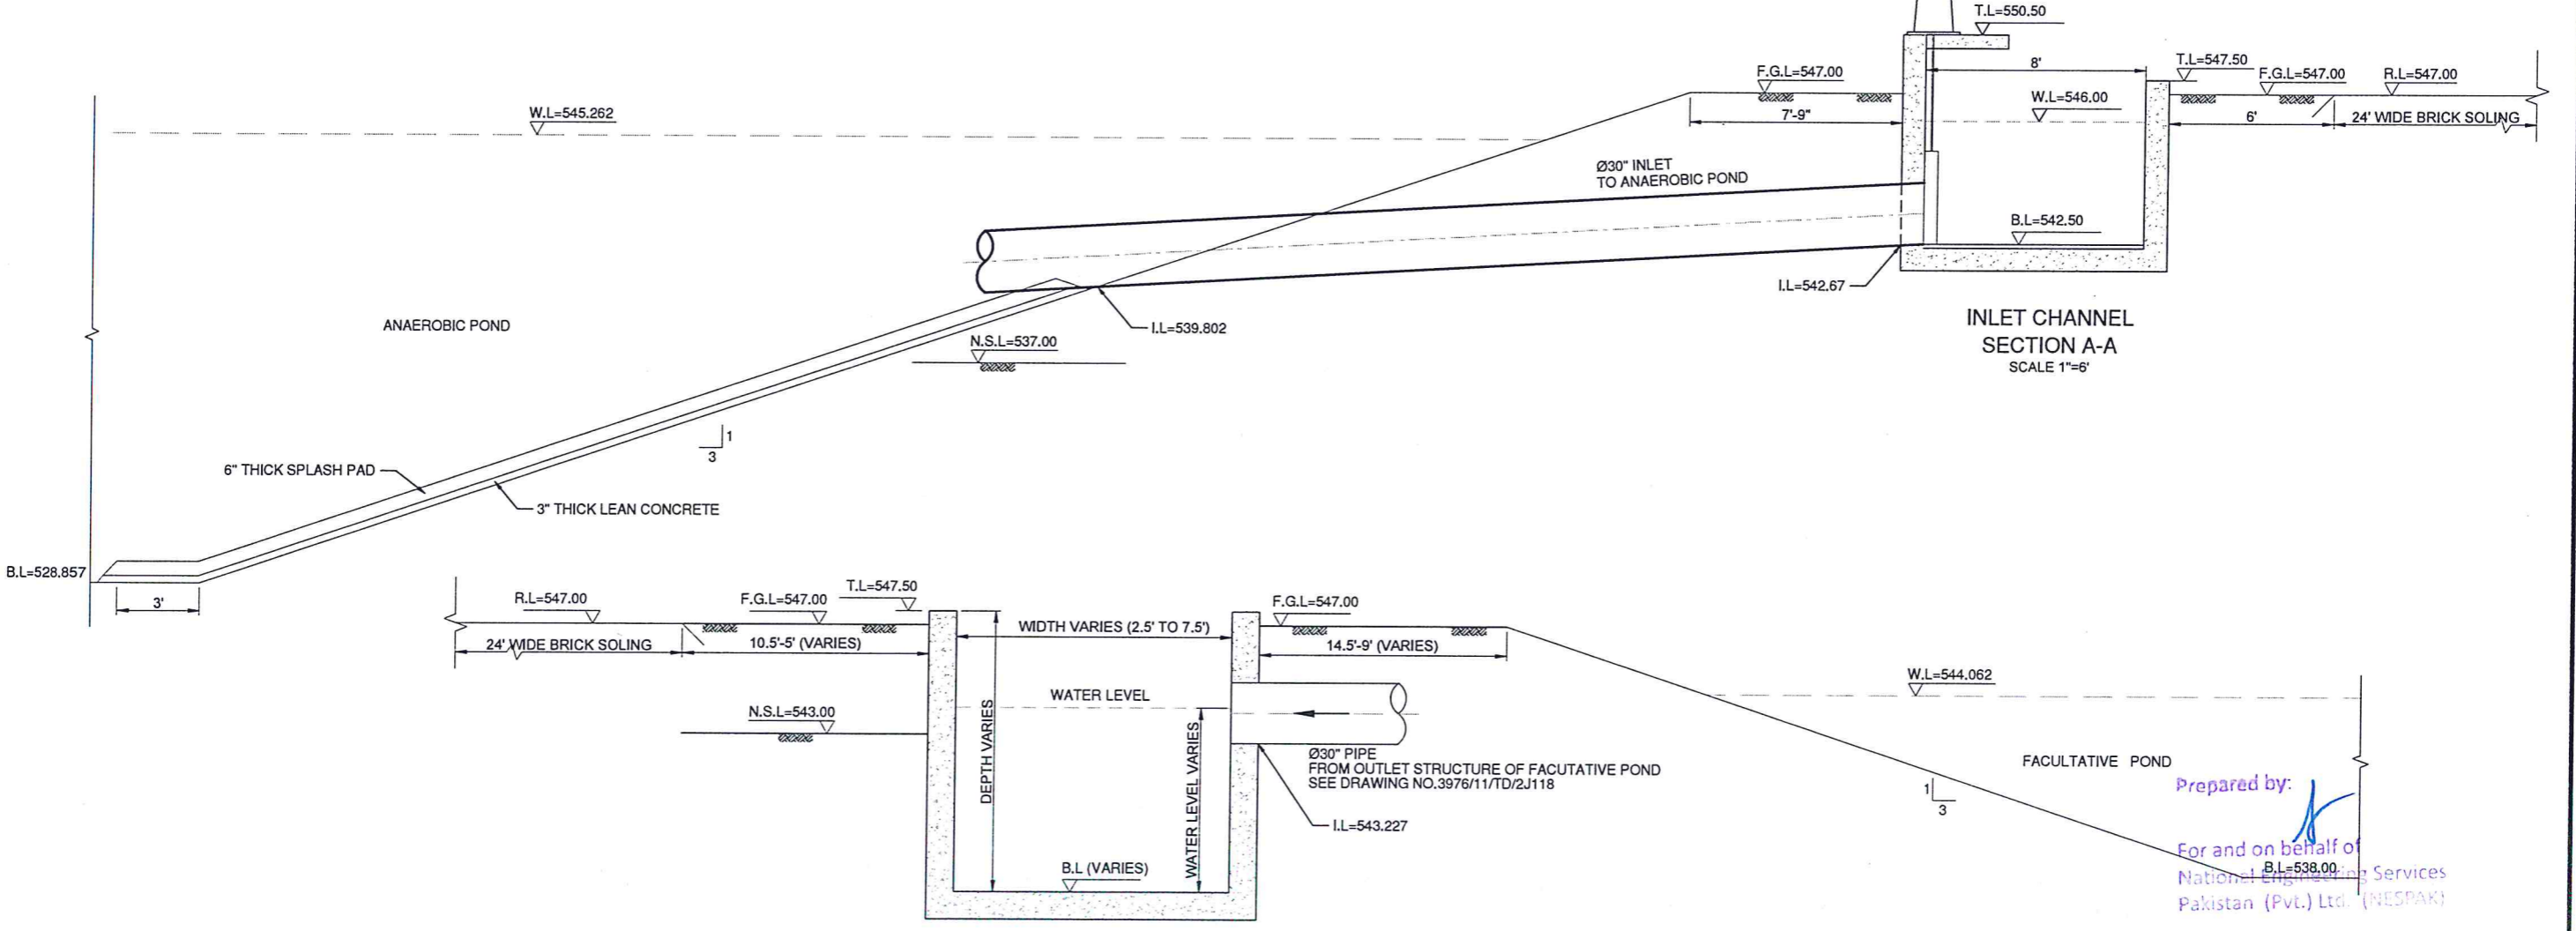 T.L=550.50
T.L=547.50
F.G.L=547.00
8'
F.G.L=547.00
R.L=547.00
W.L=545.262
7'-9"
W.L=546.00
6'
24' WIDE BRICK SOLING
Ø30" INLET
TO ANAEROBIC POND
B.L=542.50
I.L=542.67
ANAEROBIC POND
I.L=539.802
N.S.L=537.00
INLET CHANNEL
SECTION A-A
SCALE 1"=6'
1
3
6" THICK SPLASH PAD
3" THICK LEAN CONCRETE
B.L=528.857
3'
R.L=547.00
F.G.L=547.00
T.L=547.50
F.G.L=547.00
WIDTH VARIES (2.5' TO 7.5')
24' WIDE BRICK SOLING
10.5'-5' (VARIES)
14.5'-9' (VARIES)
W.L=544.062
WATER LEVEL
N.S.L=543.00
DEPTH VARIES
WATER LEVEL VARIES
Ø30" PIPE
FROM OUTLET STRUCTURE OF FACUTATIVE POND
SEE DRAWING NO.3976/11/TD/2J118
I.L=543.227
B.L (VARIES)
FACULTATIVE POND
1
3
B.L=538.00
Prepared by:
For and on behalf of
National Engineering Services
Pakistan (Pvt.) Ltd. (NESPAK)